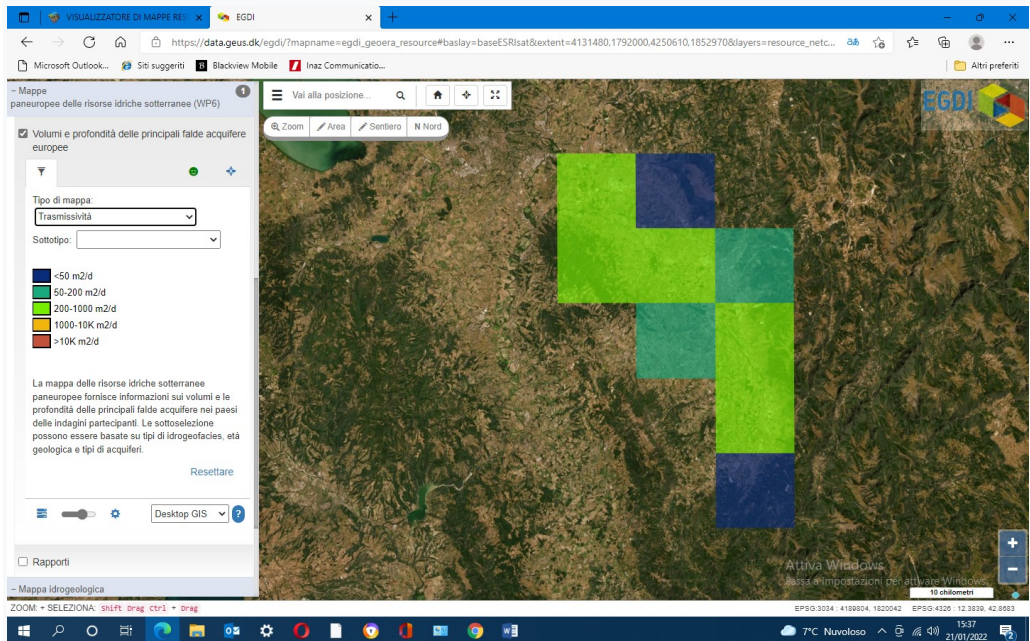 VISUALIZZATORE DI MAPPE RES
EGDI
https://data.geus.dk/egdi/?mapname=egdi_geoera_resource#baslay=baseESRIsat&extent=4131480,1792000,4250610,1852970&layers=resource_netc...
Microsoft Outlook...
Siti suggeriti
Blackview Mobile
Inaz Communicatio...
Altri preferiti
− Mappe
paneuropee delle risorse idriche sotterranee (WP6)
1
Volumi e profondità delle principali falde acquifere
europee
Tipo di mappa:
Trasmissività
Sottotipo:
<50 m2/d
50-200 m2/d
200-1000 m2/d
1000-10K m2/d
>10K m2/d
La mappa delle risorse idriche sotterranee
paneuropee fornisce informazioni sui volumi e le
profondità delle principali falde acquifere nei paesi
delle indagini partecipanti. Le sottoselezione
possono essere basate su tipi di idrogeofacies, età
geologica e tipi di acquiferi.
Resettare
Desktop GIS
?
Rapporti
− Mappa idrogeologica
Vai alla posizione...
Zoom
Area
Sentiero
N Nord
EGDI
Attiva Windows
Passa a Impostazioni per attivare Windows.
10 chilometri
ZOOM: + SELEZIONA: Shift Drag Ctrl + Drag
EPSG:3034 : 4189804, 1820042 EPSG:4326 : 12.3839, 42.8683
7°C Nuvoloso
15:37
21/01/2022